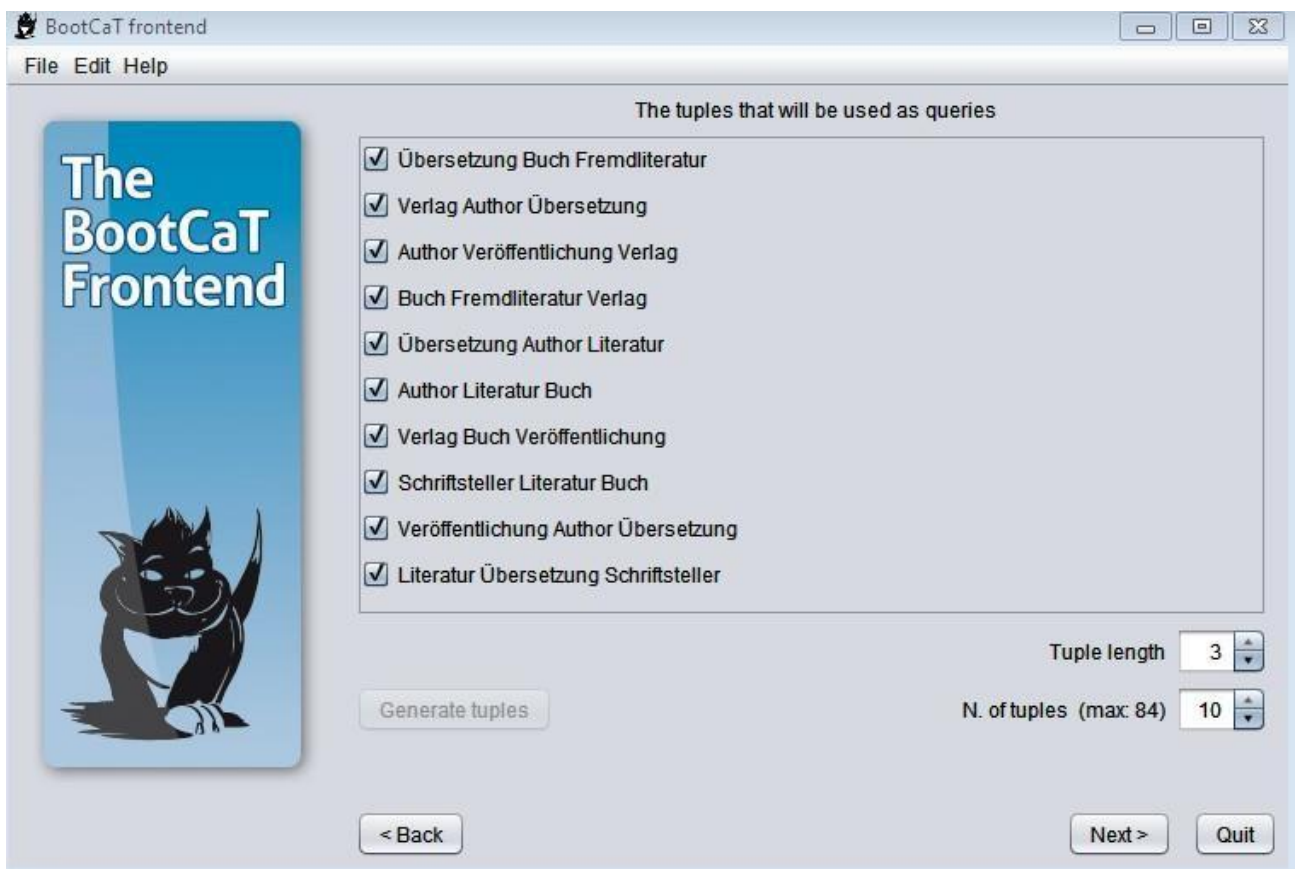 BootCaT frontend
File Edit Help
The tuples that will be used as queries
The
BootCaT
Frontend
Übersetzung Buch Fremdliteratur
Verlag Author Übersetzung
Author Veröffentlichung Verlag
Buch Fremdliteratur Verlag
Übersetzung Author Literatur
Author Literatur Buch
Verlag Buch Veröffentlichung
Schriftsteller Literatur Buch
Veröffentlichung Author Übersetzung
Literatur Übersetzung Schriftsteller
Tuple length 3
Generate tuples N. of tuples (max: 84) 10
< Back Next > Quit